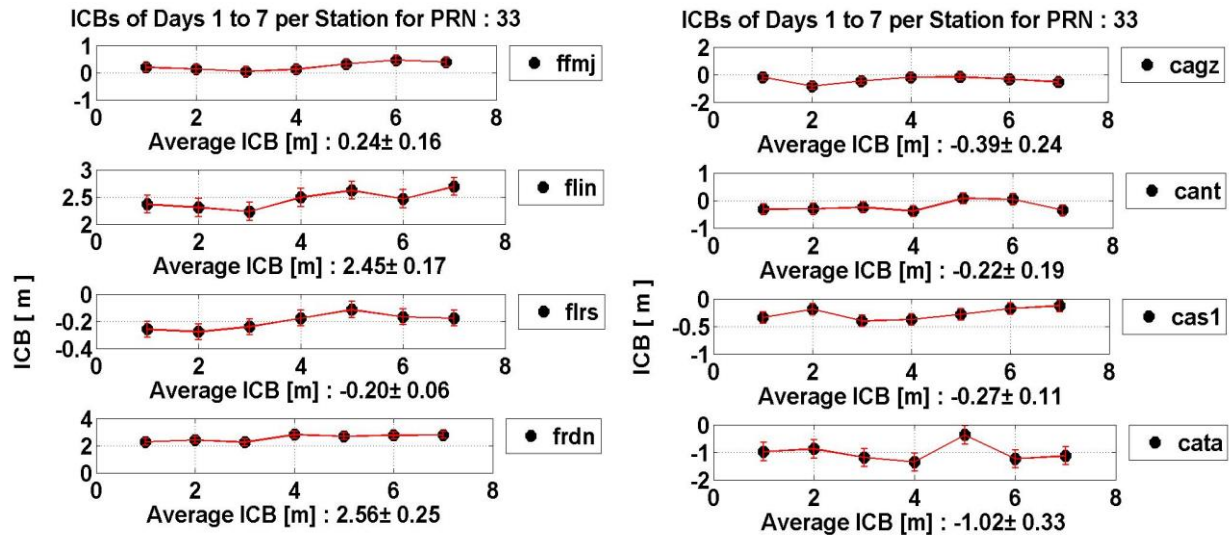 ICBs of Days 1 to 7 per Station for PRN : 33
1
0
-1
0 2 4 6 8
ffmj
Average ICB [m] : 0.24± 0.16
3
2.5
2
0 2 4 6 8
flin
Average ICB [m] : 2.45± 0.17
0
-0.2
-0.4
0 2 4 6 8
flrs
Average ICB [m] : -0.20± 0.06
4
2
0
0 2 4 6 8
frdn
Average ICB [m] : 2.56± 0.25
ICB [ m ]
ICBs of Days 1 to 7 per Station for PRN : 33
2
0
-2
0 2 4 6 8
cagz
Average ICB [m] : -0.39± 0.24
1
0
-1
0 2 4 6 8
cant
Average ICB [m] : -0.22± 0.19
0
-0.5
-1
0 2 4 6 8
cas1
Average ICB [m] : -0.27± 0.11
0
-1
-2
0 2 4 6 8
cata
Average ICB [m] : -1.02± 0.33
ICB [ m ]